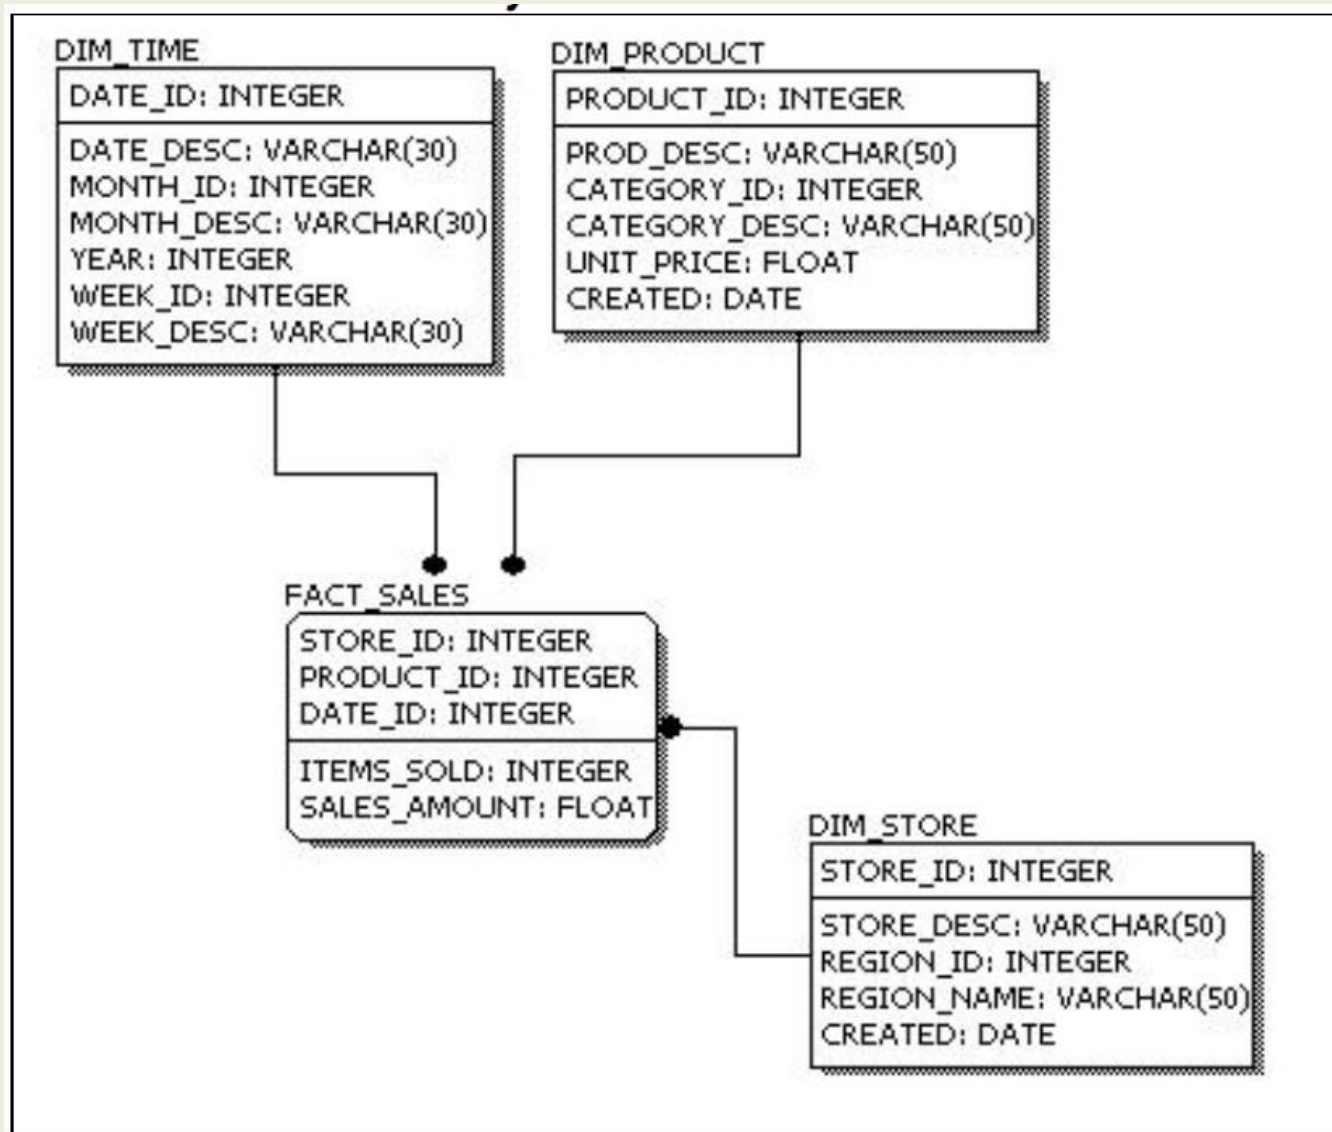 DIM_TIME
DATE_ID: INTEGER
DATE_DESC: VARCHAR(30)
MONTH_ID: INTEGER
MONTH_DESC: VARCHAR(30)
YEAR: INTEGER
WEEK_ID: INTEGER
WEEK_DESC: VARCHAR(30)
DIM_PRODUCT
PRODUCT_ID: INTEGER
PROD_DESC: VARCHAR(50)
CATEGORY_ID: INTEGER
CATEGORY_DESC: VARCHAR(50)
UNIT_PRICE: FLOAT
CREATED: DATE
FACT_SALES
STORE_ID: INTEGER
PRODUCT_ID: INTEGER
DATE_ID: INTEGER
ITEMS_SOLD: INTEGER
SALES_AMOUNT: FLOAT
DIM_STORE
STORE_ID: INTEGER
STORE_DESC: VARCHAR(50)
REGION_ID: INTEGER
REGION_NAME: VARCHAR(50)
CREATED: DATE